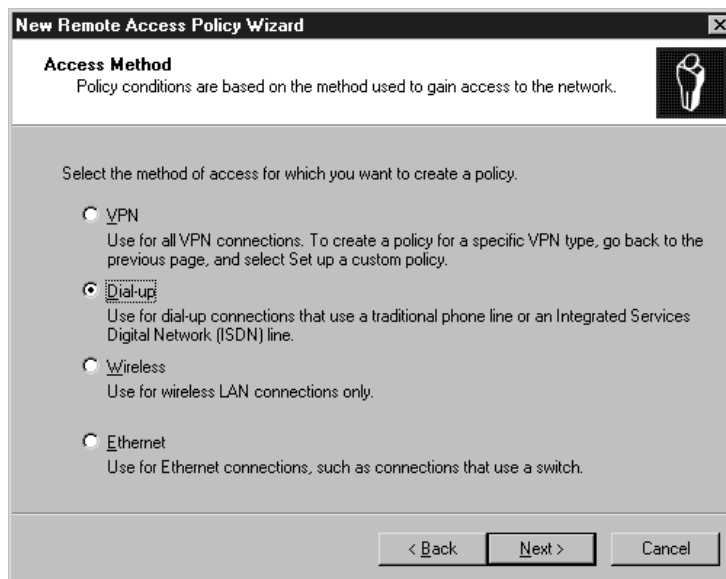 New Remote Access Policy Wizard
Access Method
Policy conditions are based on the method used to gain access to the network.
Select the method of access for which you want to create a policy.
VPN
Use for all VPN connections. To create a policy for a specific VPN type, go back to the
previous page, and select Set up a custom policy.
Dial-up
Use for dial-up connections that use a traditional phone line or an Integrated Services
Digital Network (ISDN) line.
Wireless
Use for wireless LAN connections only.
Ethernet
Use for Ethernet connections, such as connections that use a switch.
< Back
Next >
Cancel